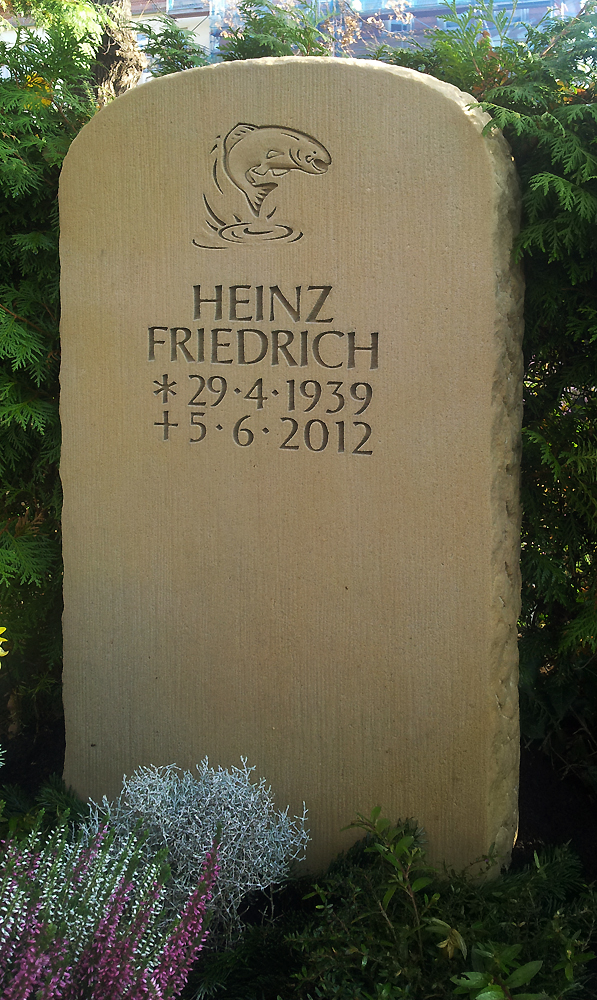 HEINZ
FRIEDRICH
* 29·4·1939
+ 5·6·2012